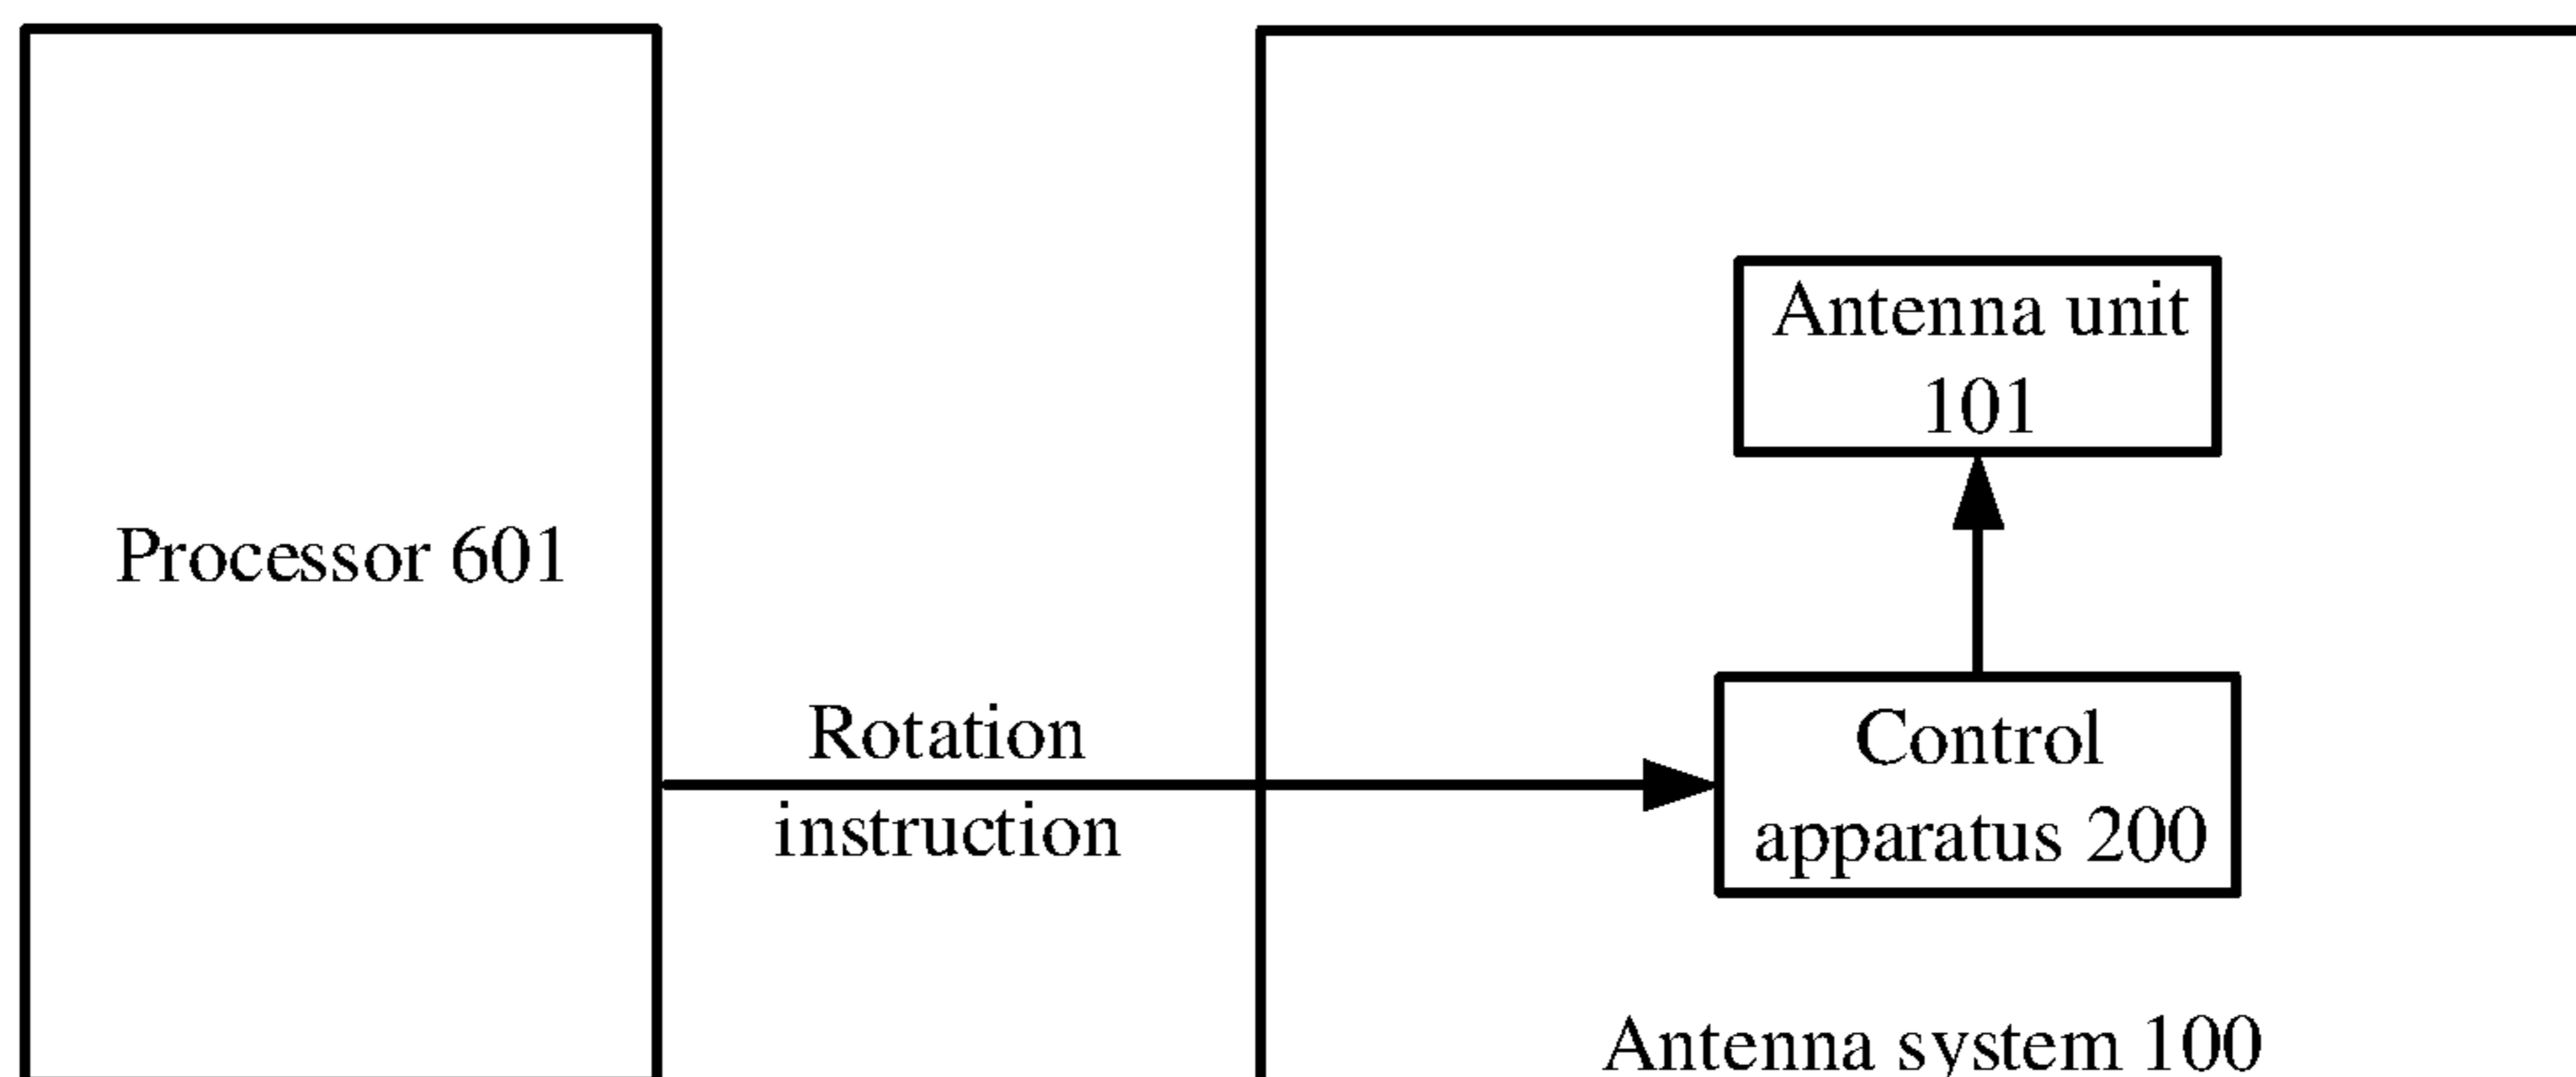 Processor 601
Rotation
instruction
Antenna unit
101
Control
apparatus 200
Antenna system 100